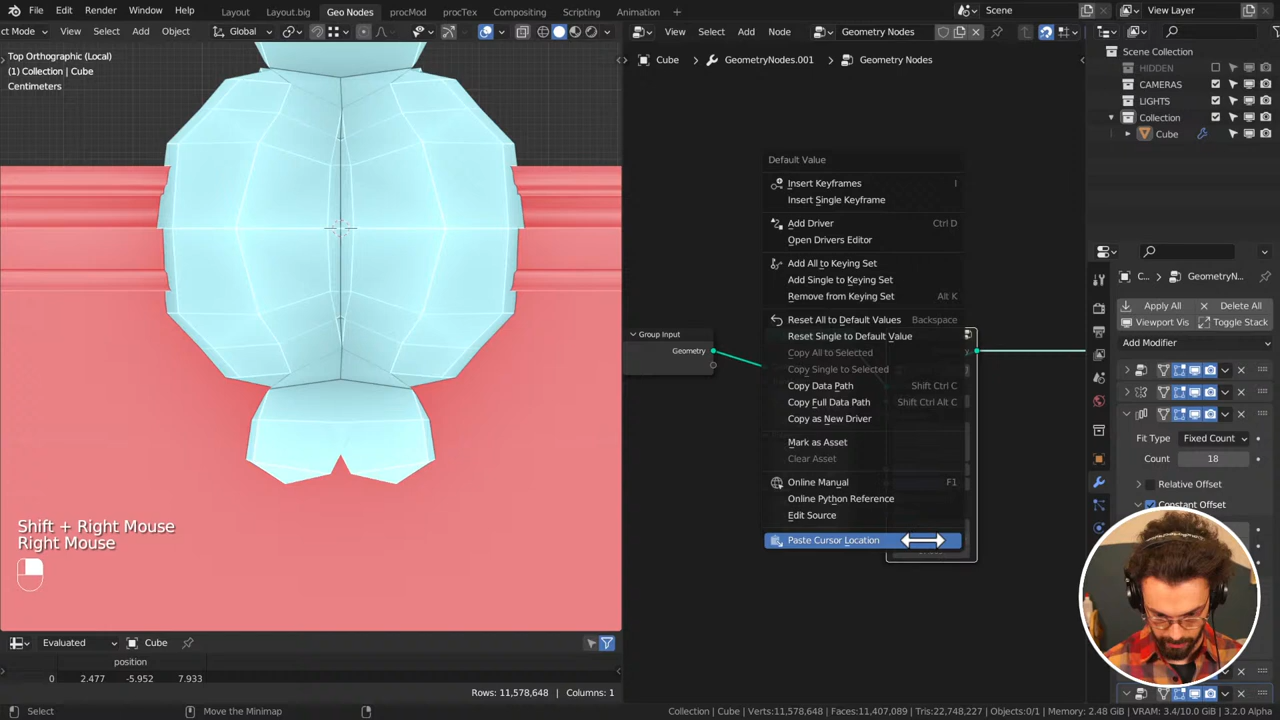 File Edit Render Window Help Layout Layout.big Geo Nodes procMod procTex Compositing Scripting Animation + Scene View Layer
ct Mode View Select Add Object Global View Select Add Node Geometry Nodes
Top Orthographic (Local)
(1) Collection | Cube
Centimeters
Cube > GeometryNodes.001 > Geometry Nodes
Scene Collection
HIDDEN
CAMERAS
LIGHTS
Collection
Cube
Default Value
Insert Keyframes I
Insert Single Keyframe
Add Driver Ctrl D
Open Drivers Editor
Add All to Keying Set
Add Single to Keying Set
Remove from Keying Set Alt K
Reset All to Default Values Backspace
Reset Single to Default Value
Copy All to Selected
Copy Single to Selected
Copy Data Path Shift Ctrl C
Copy Full Data Path Shift Ctrl Alt C
Copy as New Driver
Mark as Asset
Clear Asset
Online Manual F1
Online Python Reference
Edit Source
Paste Cursor Location
Group Input
Geometry
C... > GeometryN...
Apply All Delete All
Viewport Vis Toggle Stack
Add Modifier
Fit Type Fixed Count
Count 18
Relative Offset
Constant Offset
Shift + Right Mouse
Right Mouse
Evaluated Cube
position
0 2.477 -5.952 7.933
Rows: 11,578,648 | Columns: 1
Select Move the Minimap Collection | Cube | Verts:11,578,648 | Faces:11,407,089 | Tris:22,748,227 | Objects:0/1 | Memory: 2.48 GiB | VRAM: 3.4/10.0 GiB | 3.2.0 Alpha